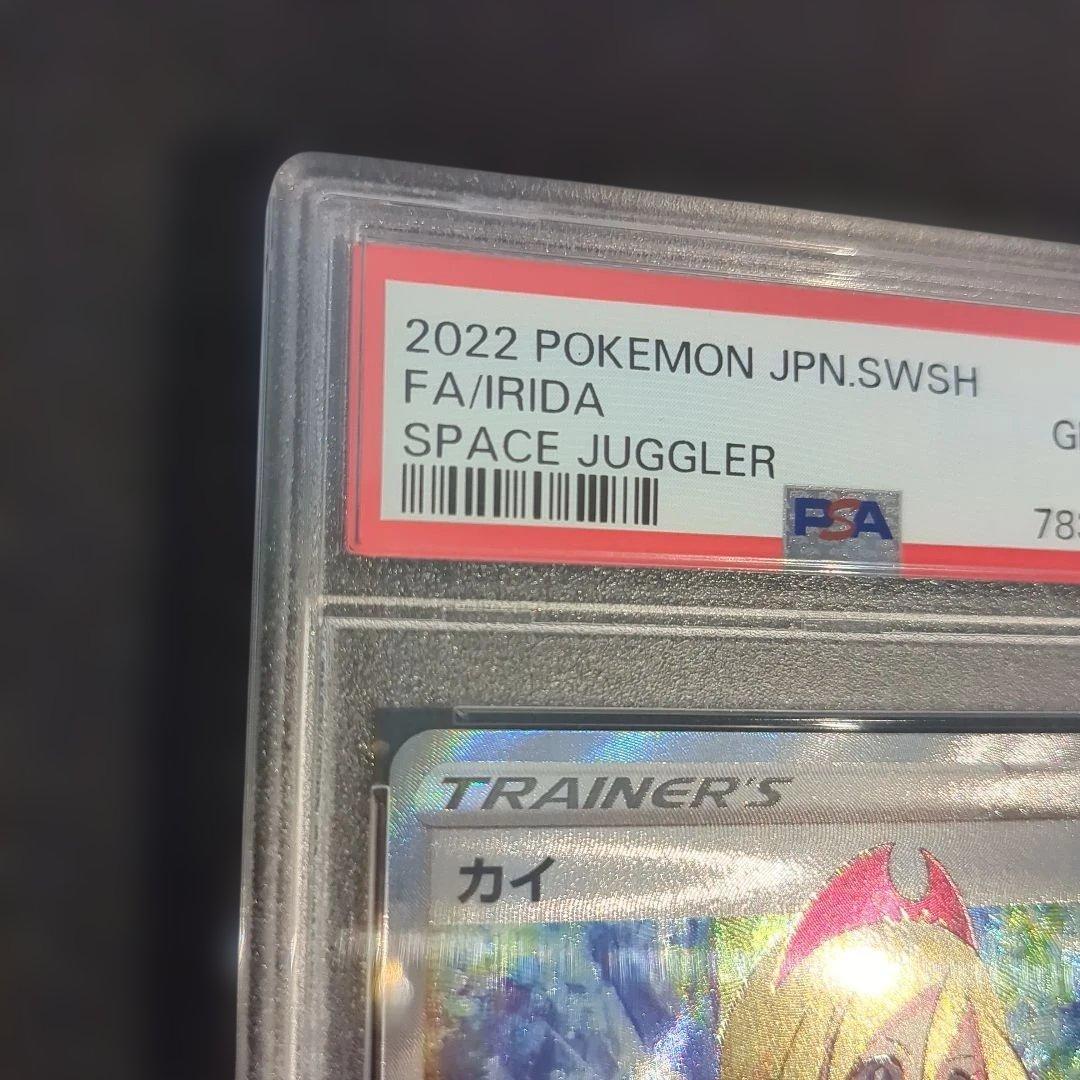 2022 POKEMON JPN.SWSH
FA/IRIDA
SPACE JUGGLER
PSA
TRAINER'S
カイ